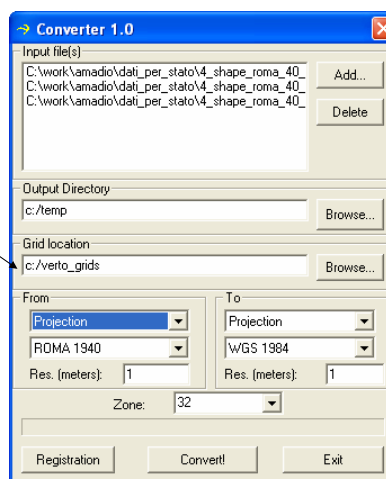 Converter 1.0
Input file(s)
C:\work\amadio\dati_per_stato\4_shape_roma_40_
C:\work\amadio\dati_per_stato\4_shape_roma_40_
C:\work\amadio\dati_per_stato\4_shape_roma_40_
Add...
Delete
Output Directory
c:/temp
Browse...
Grid location
c:/verto_grids
Browse...
From
Projection
ROMA 1940
Res. (meters): 1
To
Projection
WGS 1984
Res. (meters): 1
Zone: 32
Registration Convert! Exit